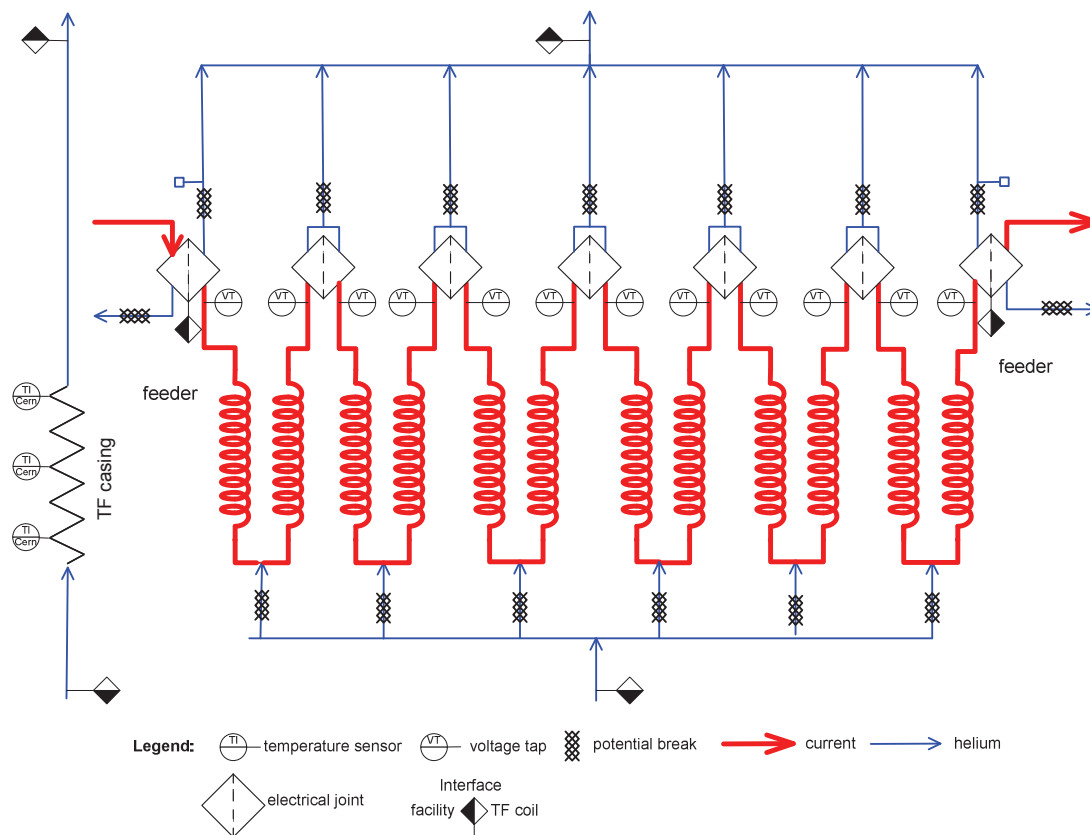 VT VT VT VT VT VT VT VT VT VT VT VT
feeder
feeder
TI
Cern
TI
Cern
TI
Cern
TF casing
Legend:
TI temperature sensor
VT voltage tap
potential break
current
helium
electrical joint
Interface
facility TF coil